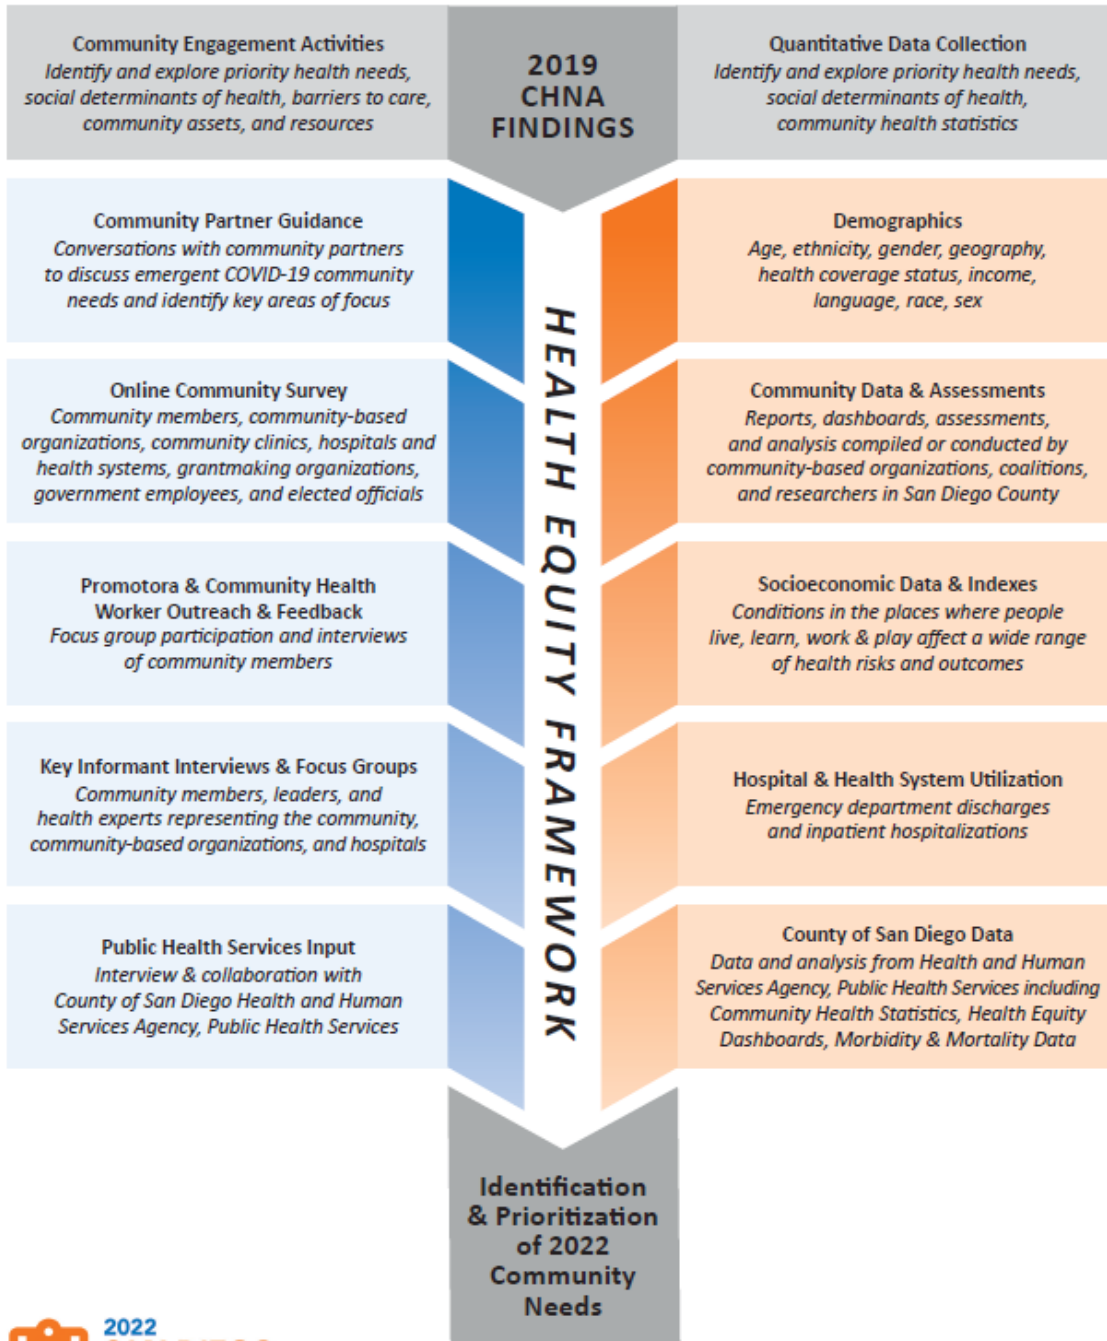 Community Engagement Activities
Identify and explore priority health needs,
social determinants of health, barriers to care,
community assets, and resources
2019
CHNA
FINDINGS
Quantitative Data Collection
Identify and explore priority health needs,
social determinants of health,
community health statistics
Community Partner Guidance
Conversations with community partners
to discuss emergent COVID-19 community
needs and identify key areas of focus
Online Community Survey
Community members, community-based
organizations, community clinics, hospitals and
health systems, grantmaking organizations,
government employees, and elected officials
Promotora & Community Health
Worker Outreach & Feedback
Focus group participation and interviews
of community members
Key Informant Interviews & Focus Groups
Community members, leaders, and
health experts representing the community,
community-based organizations, and hospitals
Public Health Services Input
Interview & collaboration with
County of San Diego Health and Human
Services Agency, Public Health Services
HEALTH EQUITY FRAMEWORK
Demographics
Age, ethnicity, gender, geography,
health coverage status, income,
language, race, sex
Community Data & Assessments
Reports, dashboards, assessments,
and analysis compiled or conducted by
community-based organizations, coalitions,
and researchers in San Diego County
Socioeconomic Data & Indexes
Conditions in the places where people
live, learn, work & play affect a wide range
of health risks and outcomes
Hospital & Health System Utilization
Emergency department discharges
and inpatient hospitalizations
County of San Diego Data
Data and analysis from Health and Human
Services Agency, Public Health Services including
Community Health Statistics, Health Equity
Dashboards, Morbidity & Mortality Data
Identification
& Prioritization
of 2022
Community
Needs
2022